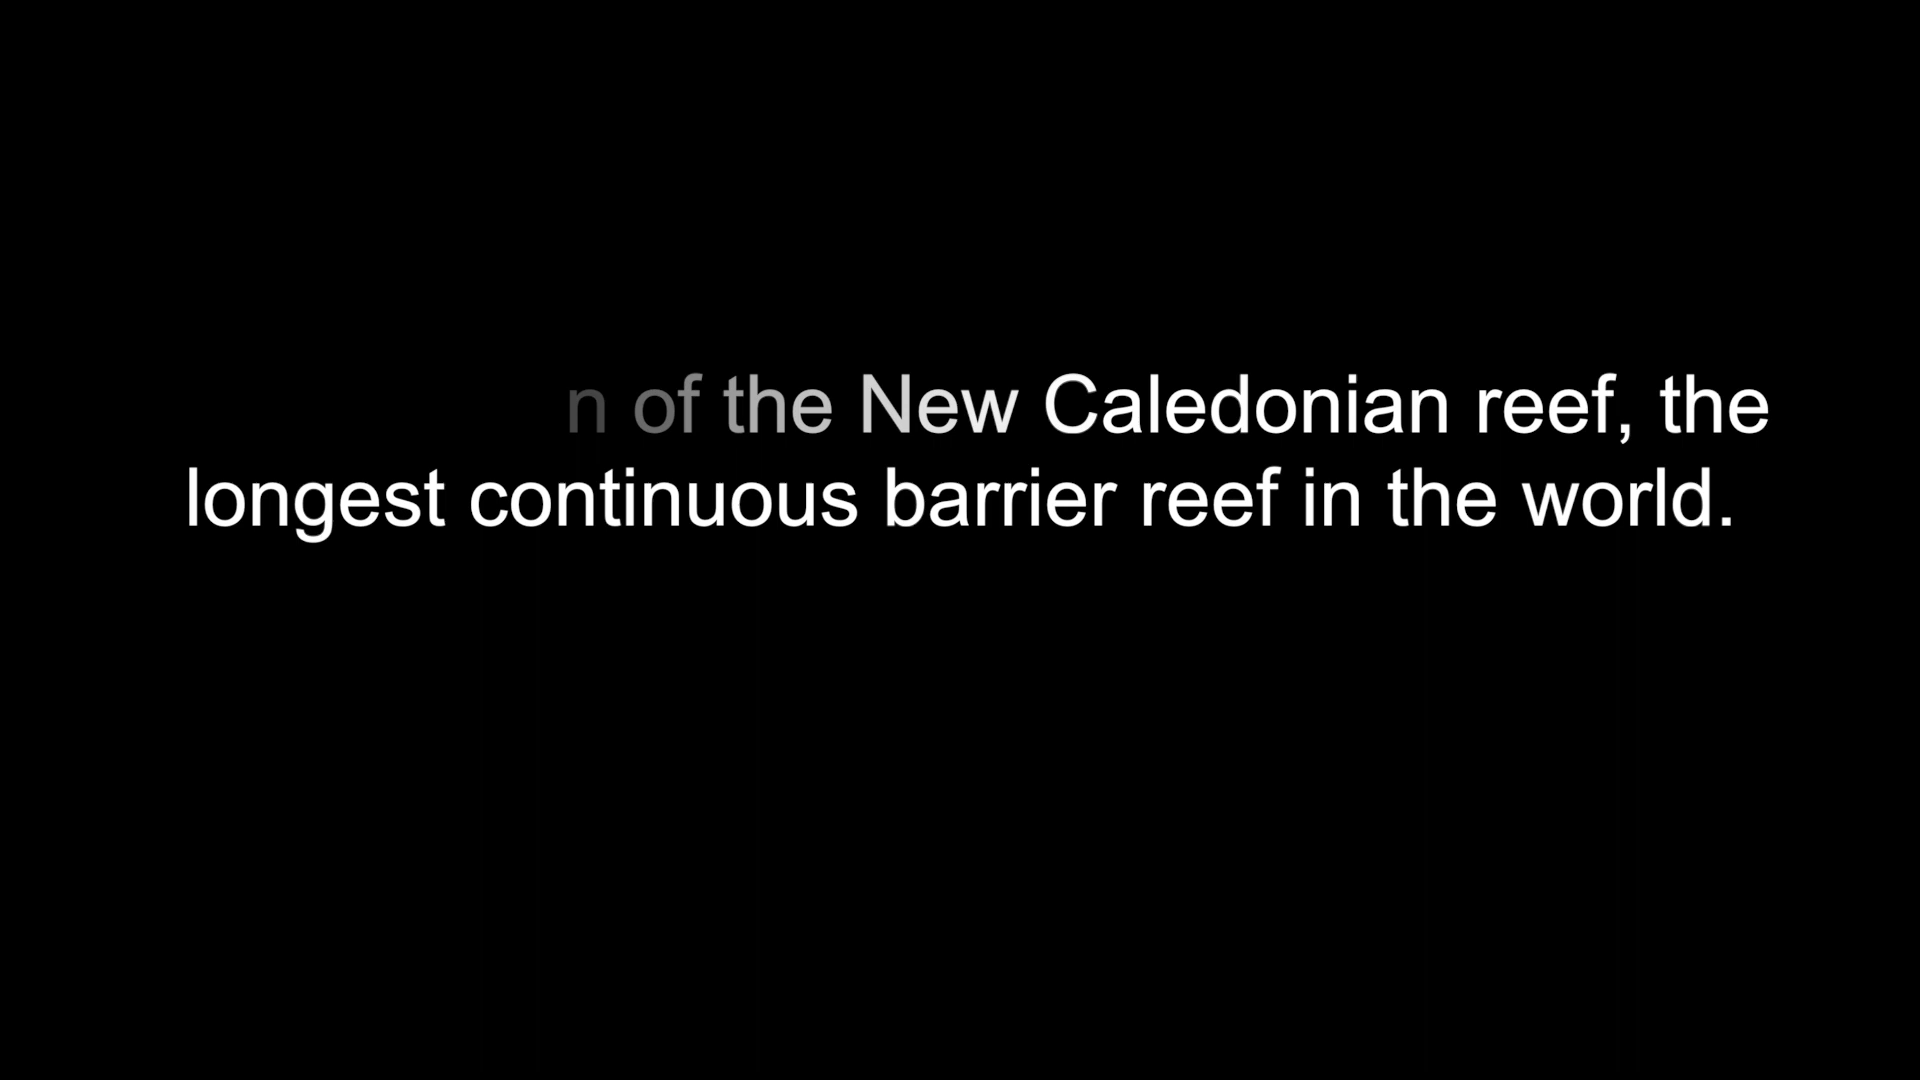 n of the New Caledonian reef, the
longest continuous barrier reef in the world.